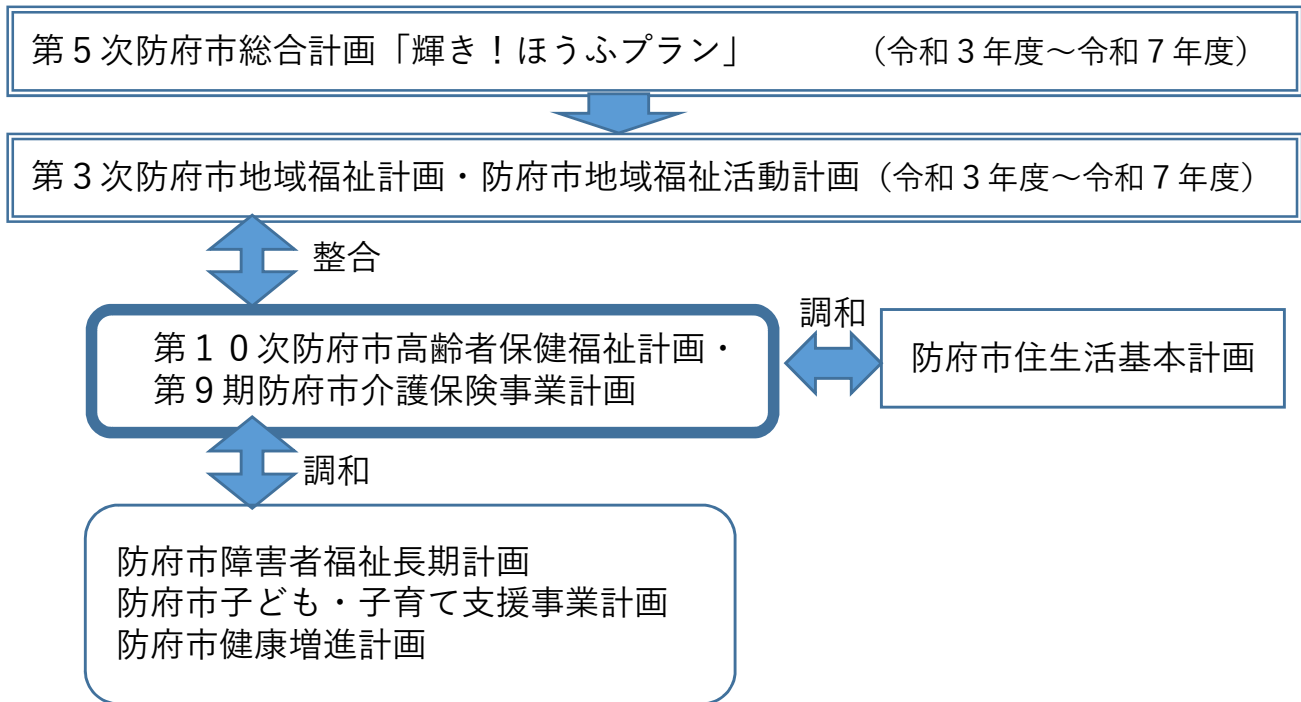 第５次防府市総合計画「輝き！ほうふプラン」　　　（令和３年度～令和７年度）
第３次防府市地域福祉計画・防府市地域福祉活動計画（令和３年度～令和７年度）
整合
第１０次防府市高齢者保健福祉計画・
第９期防府市介護保険事業計画
調和
防府市住生活基本計画
調和
防府市障害者福祉長期計画
防府市子ども・子育て支援事業計画
防府市健康増進計画